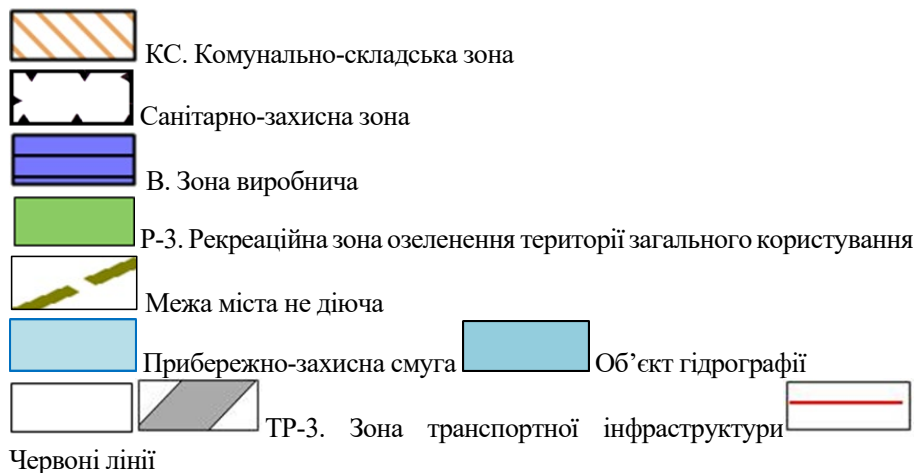 КС. Комунально-складська зона
Санітарно-захисна зона
В. Зона виробнича
Р-3. Рекреаційна зона озеленення території загального користування
Межа міста не діюча
Прибережно-захисна смуга Об’єкт гідрографії
ТР-3. Зона транспортної інфраструктури
Червоні лінії